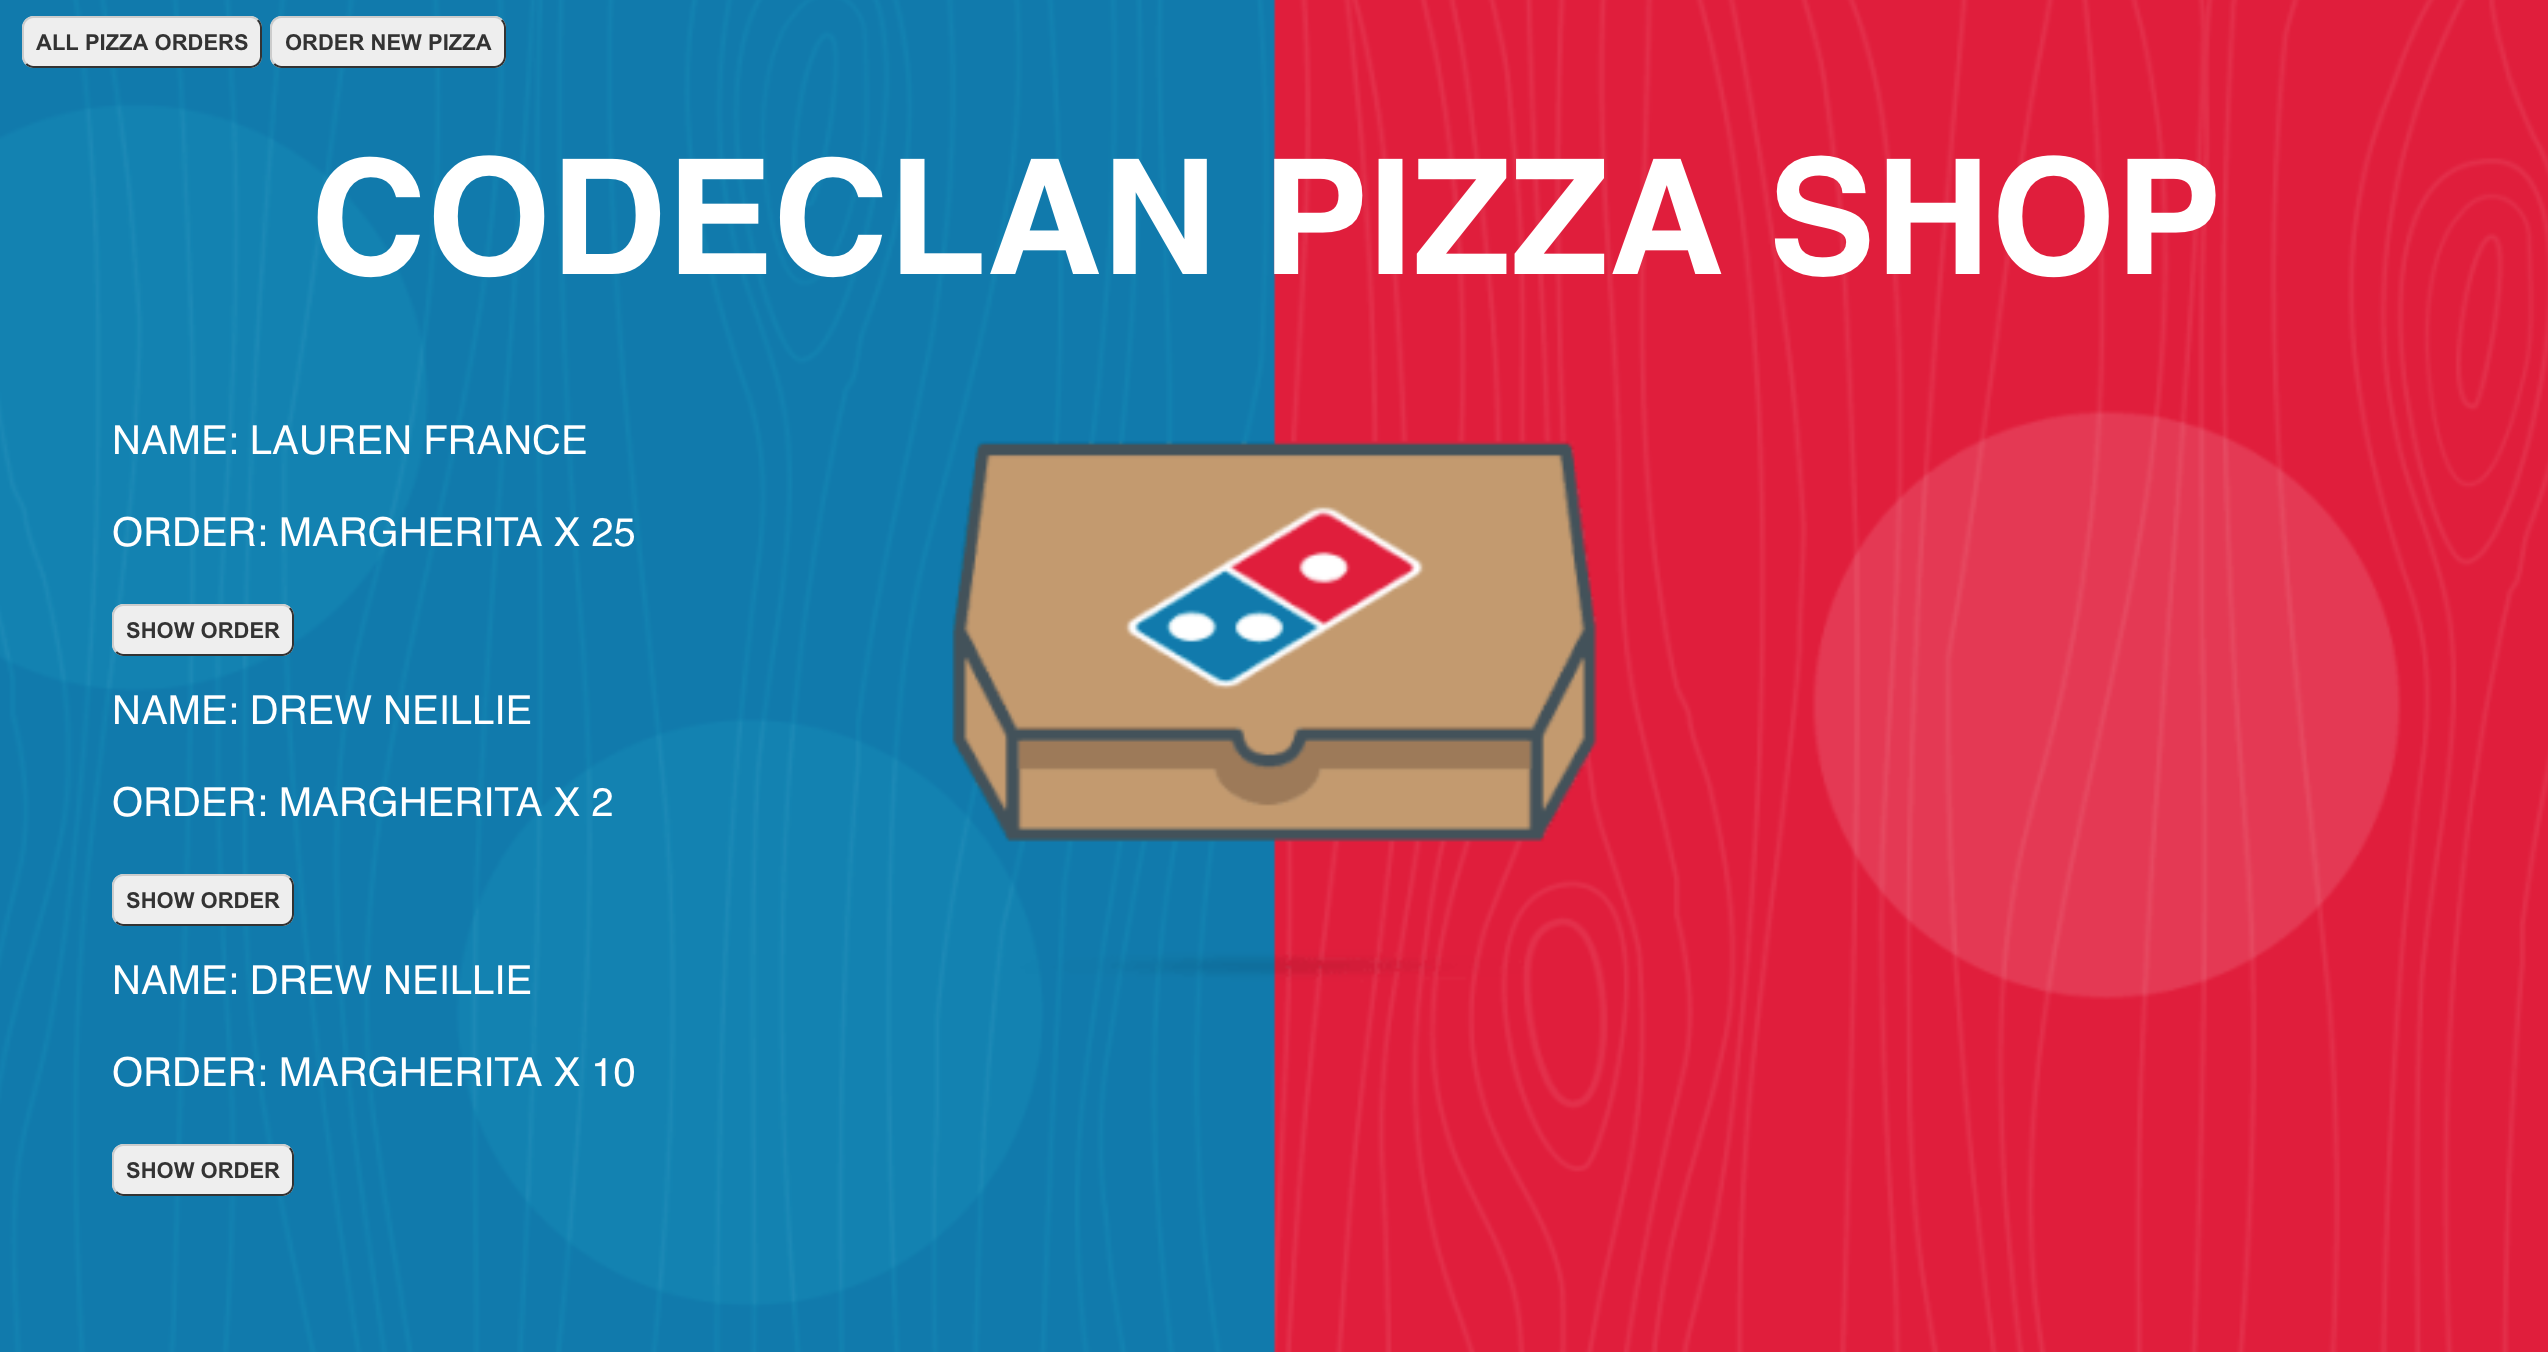 ALL PIZZA ORDERS ORDER NEW PIZZA
CODECLAN PIZZA SHOP
NAME: LAUREN FRANCE
ORDER: MARGHERITA X 25
SHOW ORDER
NAME: DREW NEILLIE
ORDER: MARGHERITA X 2
SHOW ORDER
NAME: DREW NEILLIE
ORDER: MARGHERITA X 10
SHOW ORDER